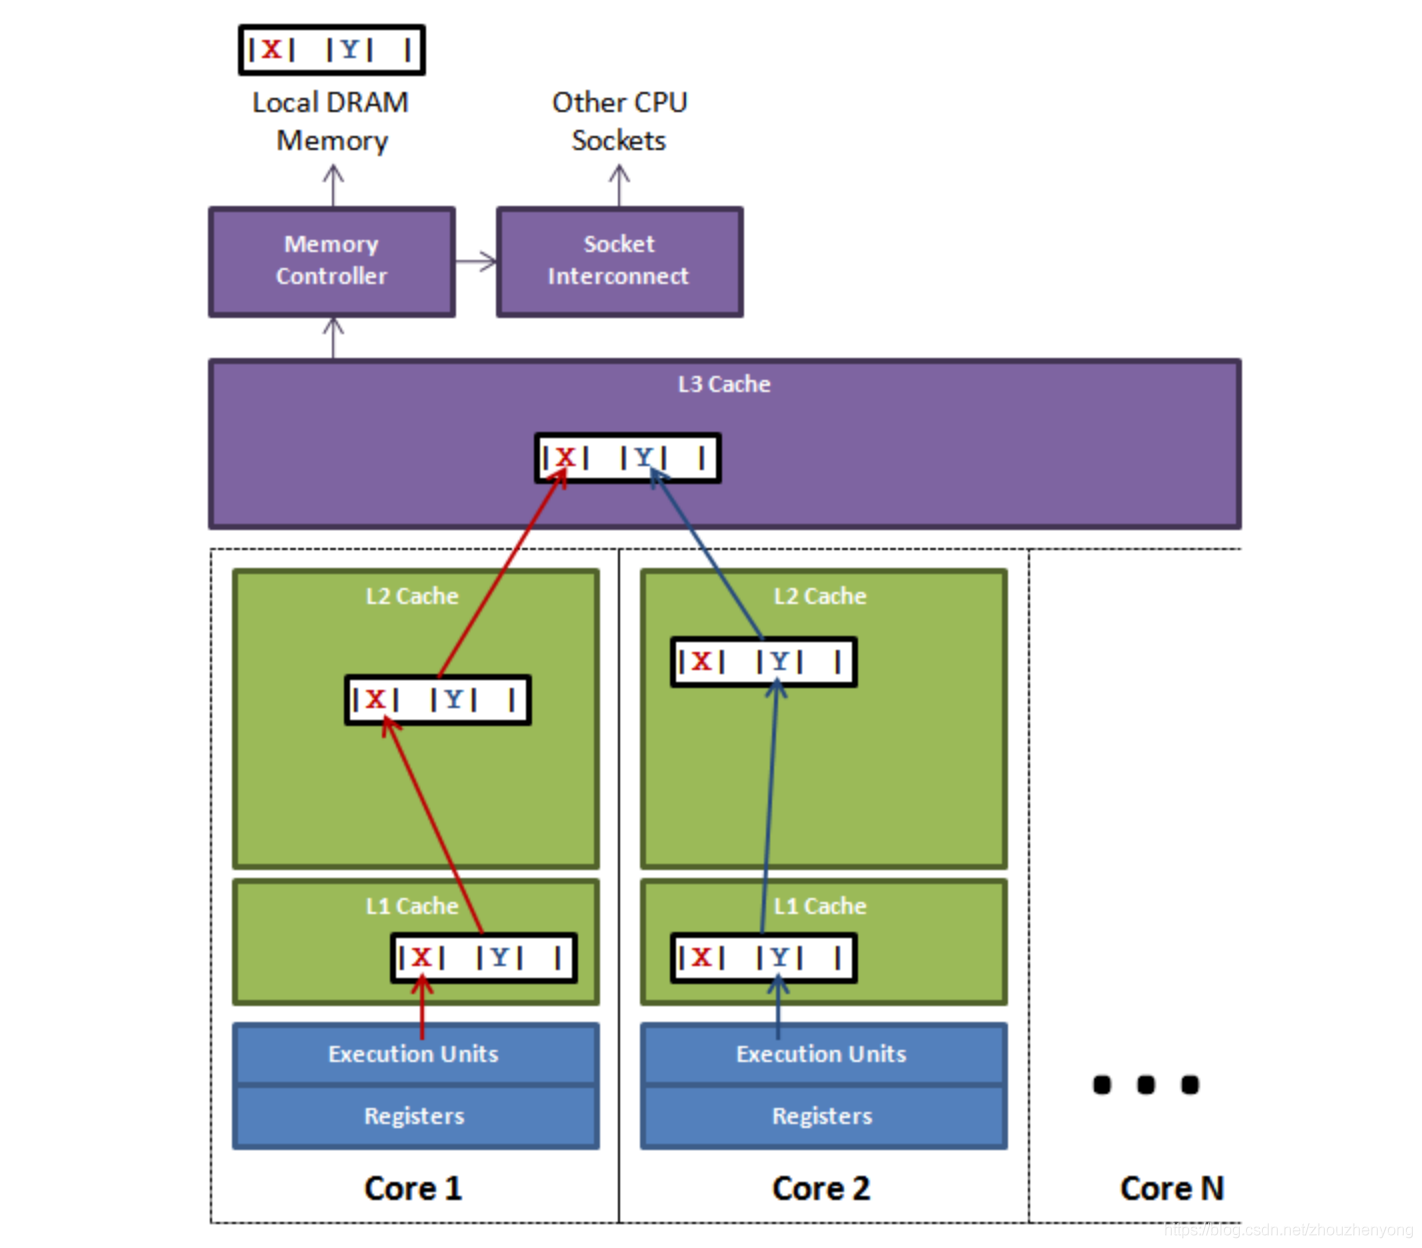 |X| |Y| |
Local DRAM
Memory
Other CPU
Sockets
Memory
Controller
Socket
Interconnect
L3 Cache
|X| |Y| |
L2 Cache
|X| |Y| |
L1 Cache
|X| |Y| |
Execution Units
Registers
Core 1
L2 Cache
|X| |Y| |
L1 Cache
|X| |Y| |
Execution Units
Registers
Core 2
...
Core N
https://blog.csdn.net/zhouzhenyong